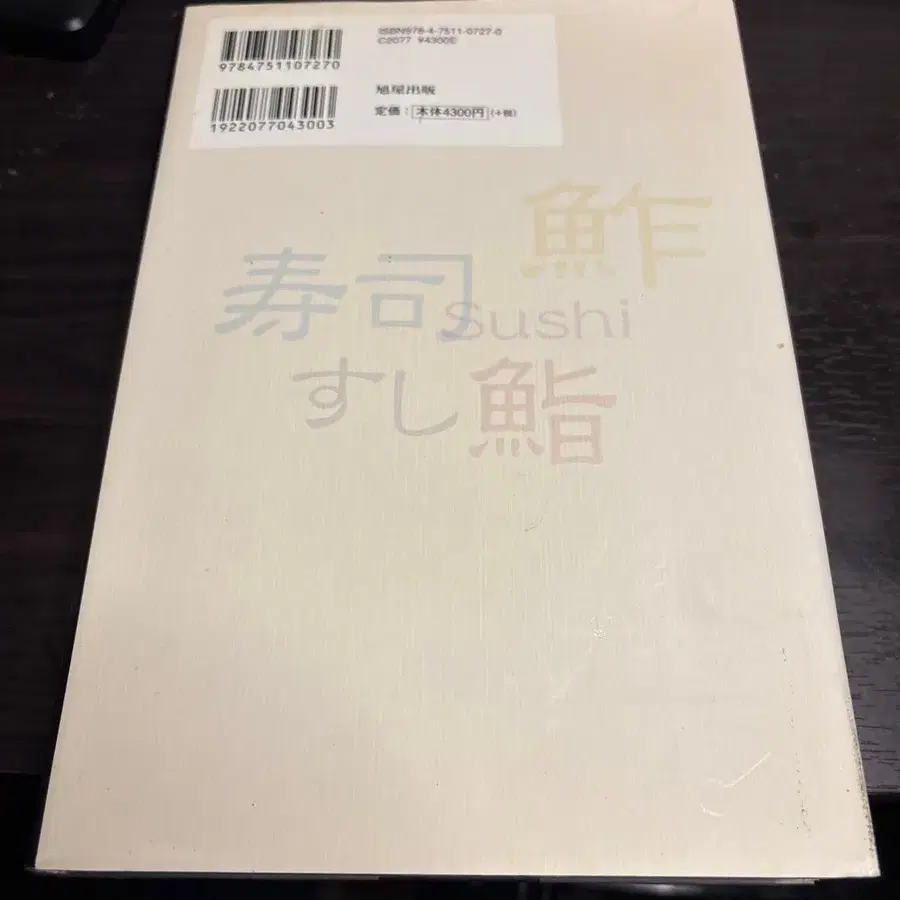 ISBN978-4-7511-0727-0
C2077 ¥4300E
9784751107270
旭屋出版
定価：本体4300円(+税)
1922077043003
鮓
寿司
Sushi
すし 鮨